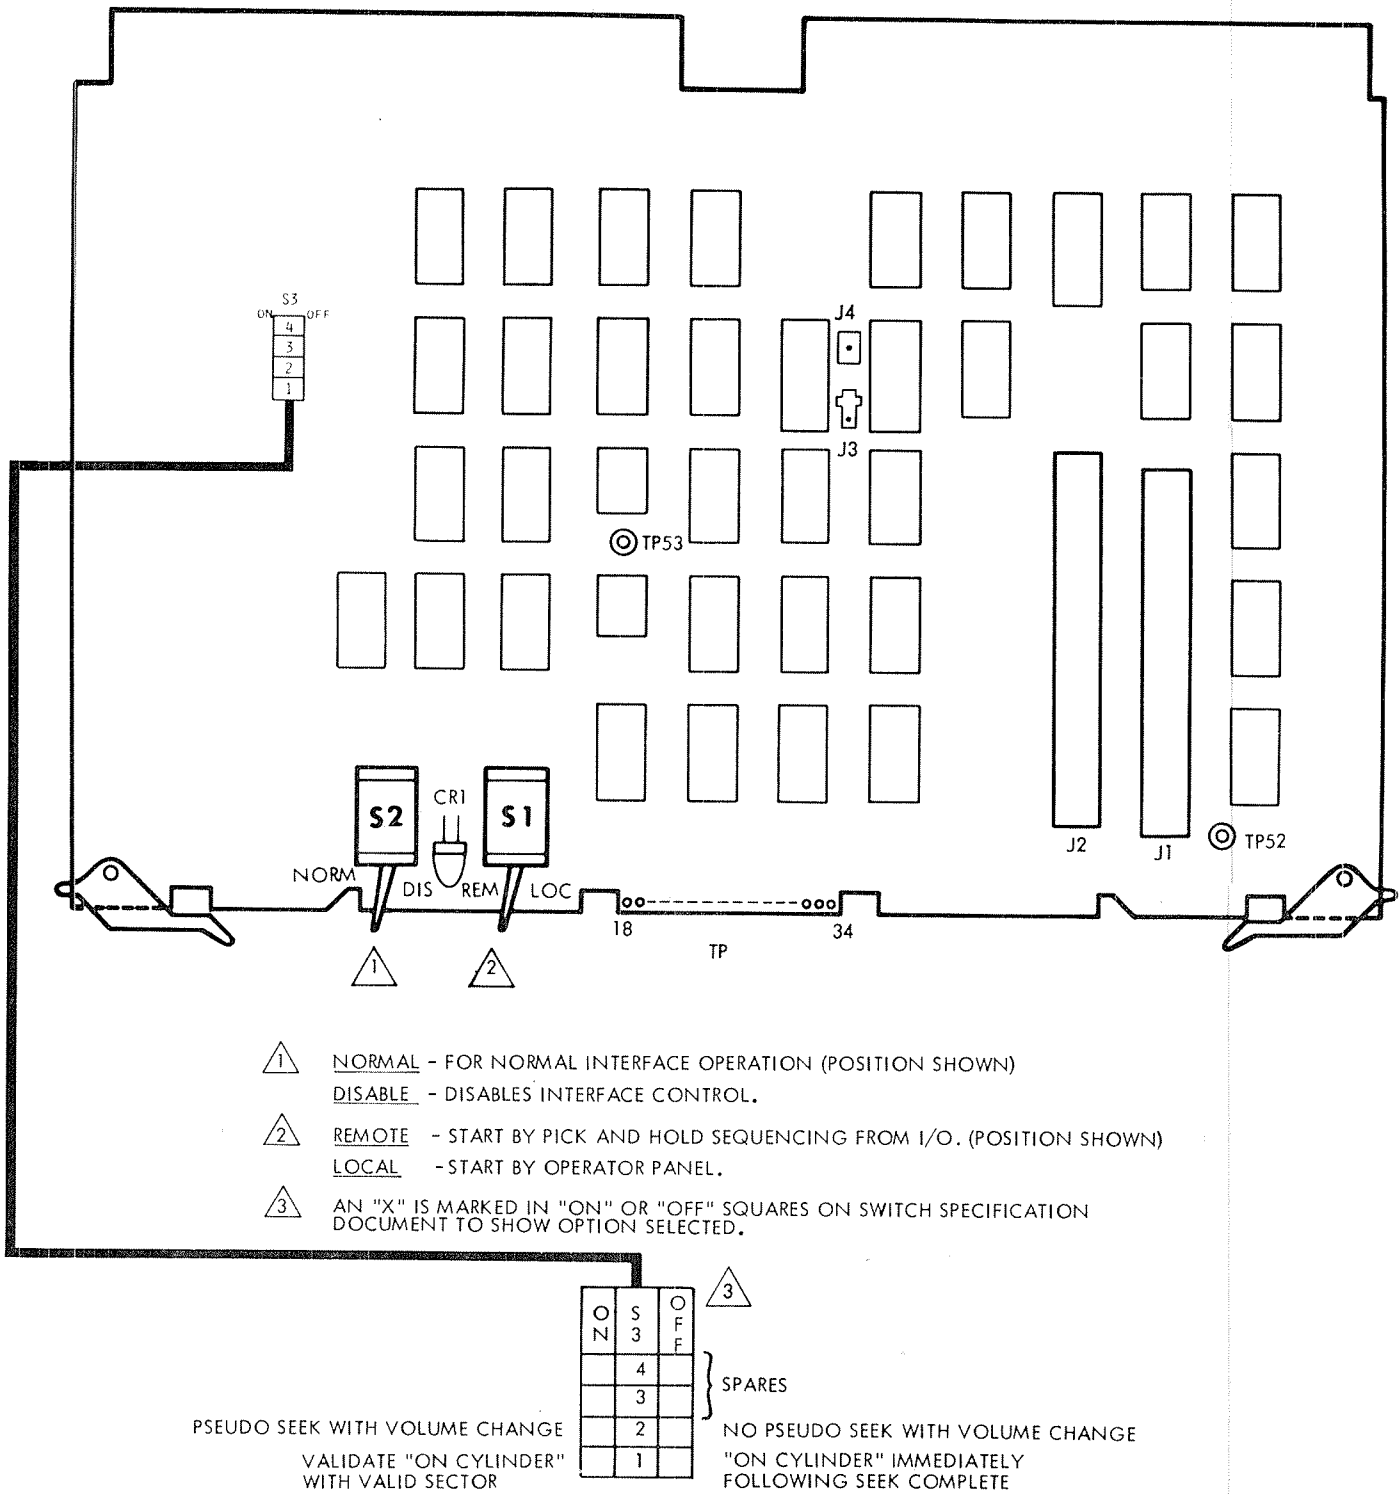 S3
ON OFF
4
3
2
1
J4
J3
TP53
S2
CR1
S1
J2
J1
TP52
NORM
DIS
REM
LOC
18
34
TP
1
2
1 NORMAL - FOR NORMAL INTERFACE OPERATION (POSITION SHOWN)
DISABLE - DISABLES INTERFACE CONTROL.
2 REMOTE - START BY PICK AND HOLD SEQUENCING FROM I/O. (POSITION SHOWN)
LOCAL - START BY OPERATOR PANEL.
3 AN "X" IS MARKED IN "ON" OR "OFF" SQUARES ON SWITCH SPECIFICATION
DOCUMENT TO SHOW OPTION SELECTED.
3
ON S3 OFF
4
3
SPARES
PSEUDO SEEK WITH VOLUME CHANGE 2 NO PSEUDO SEEK WITH VOLUME CHANGE
VALIDATE "ON CYLINDER" 1 "ON CYLINDER" IMMEDIATELY
WITH VALID SECTOR FOLLOWING SEEK COMPLETE